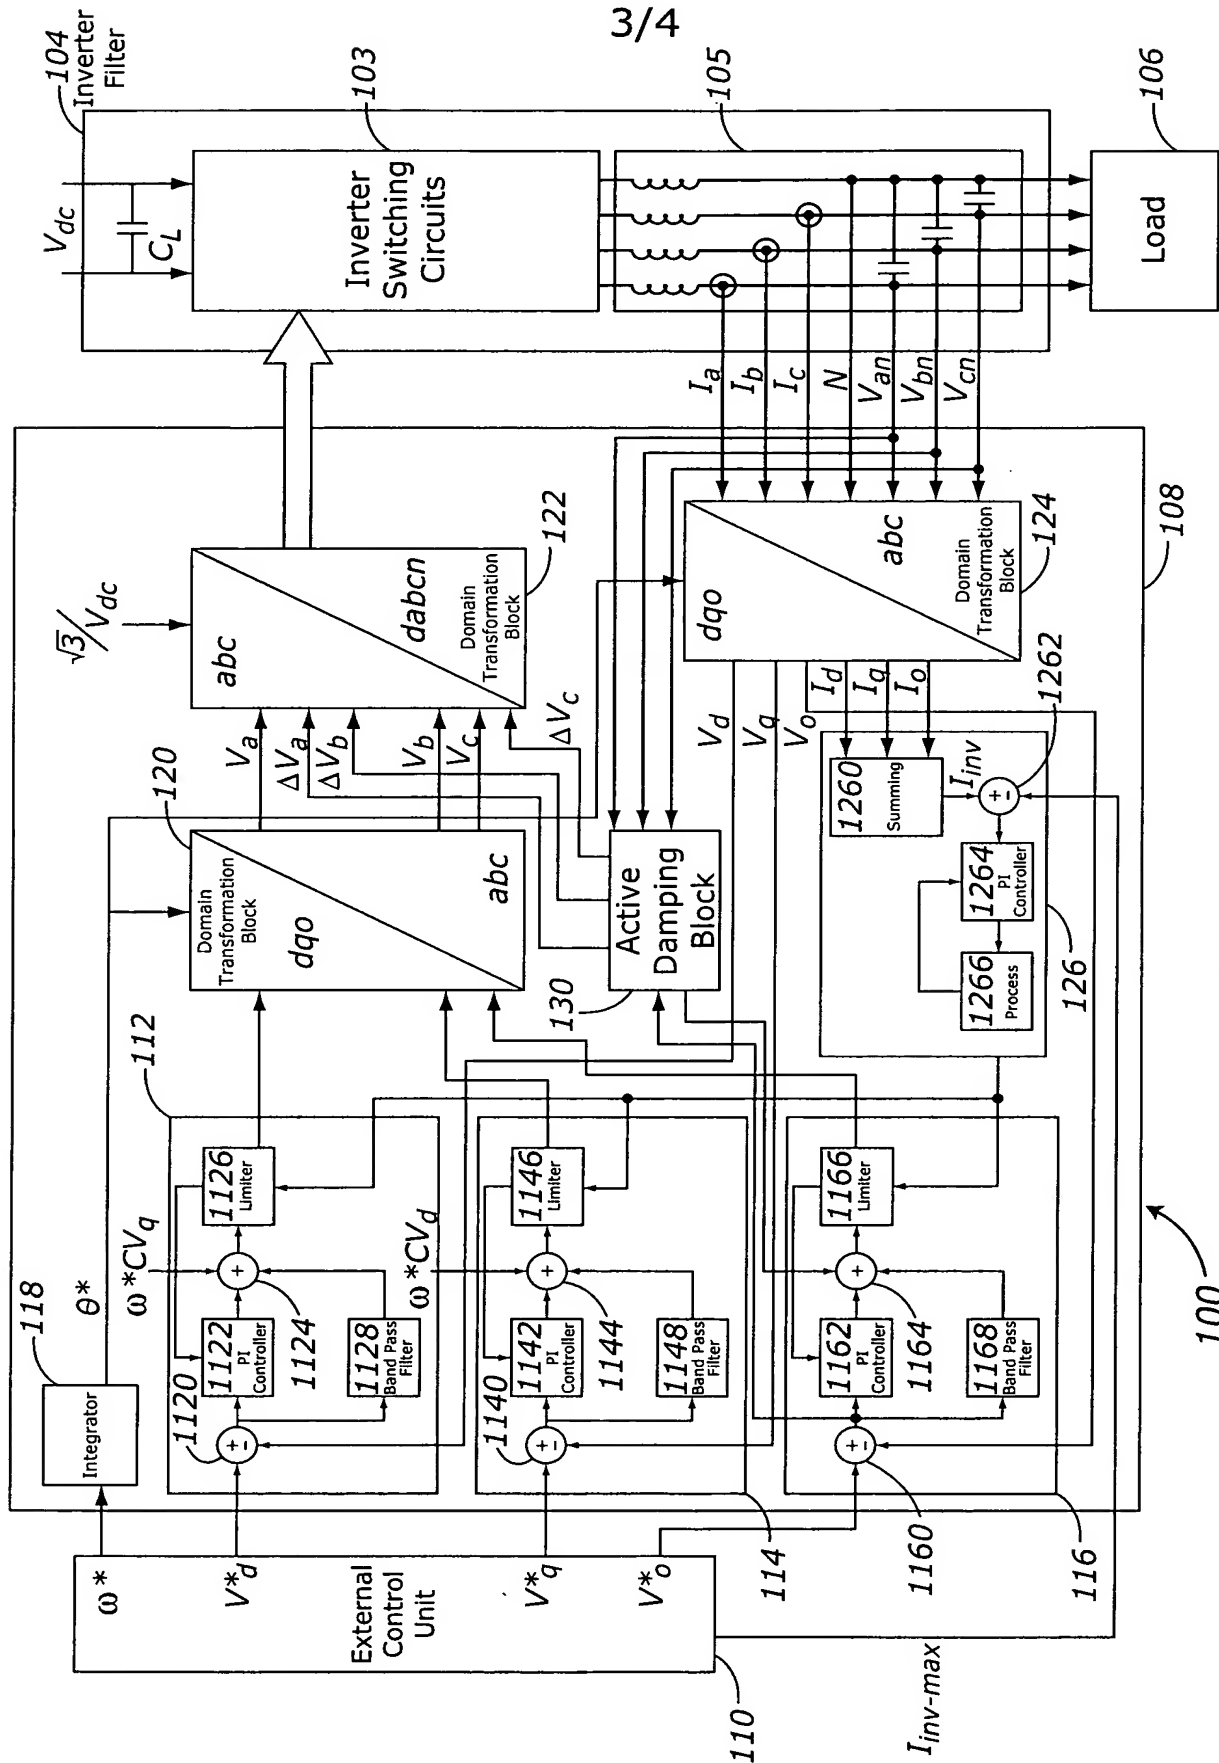 3/4
104
Inverter
Filter
V_dc
C_L
103
Inverter
Switching
Circuits
105
106
Load
I_a
I_b
I_c
N
V_an
V_bn
V_cn
√3/V_dc
abc
dabcn
Domain
Transformation
Block
122
V_a
ΔV_a
ΔV_b
V_b
V_c
ΔV_c
120
Domain
Transformation
Block
dqo
abc
dqo
abc
Domain
Transformation
Block
124
108
V_d
V_q
V_o
I_d
I_q
I_o
Active
Damping
Block
130
1260
Summing
I_inv
1262
+
-
1264
PI
Controller
1266
Process
126
118
Integrator
θ*
112
ω*CV_q
1120
+
-
1122
PI
Controller
1124
+
1126
Limiter
1128
Band Pass
Filter
ω*CV_d
1140
+
-
1142
PI
Controller
1144
+
1146
Limiter
1148
Band Pass
Filter
114
1160
+
-
1162
PI
Controller
1164
+
1166
Limiter
1168
Band Pass
Filter
116
ω*
V*_d
V*_q
V*_o
External
Control
Unit
110
I_inv-max
100